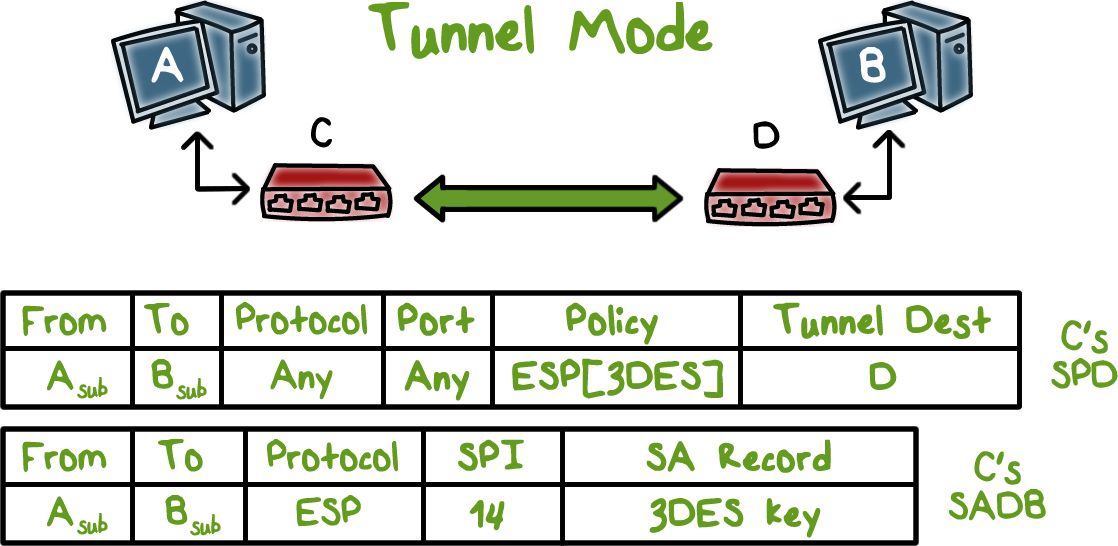 Tunnel Mode
A
B
C
D
From To Protocol Port Policy Tunnel Dest
Asub Bsub Any Any ESP[3DES] D
C's
SPD
From To Protocol SPI SA Record
Asub Bsub ESP 14 3DES key
C's
SADB